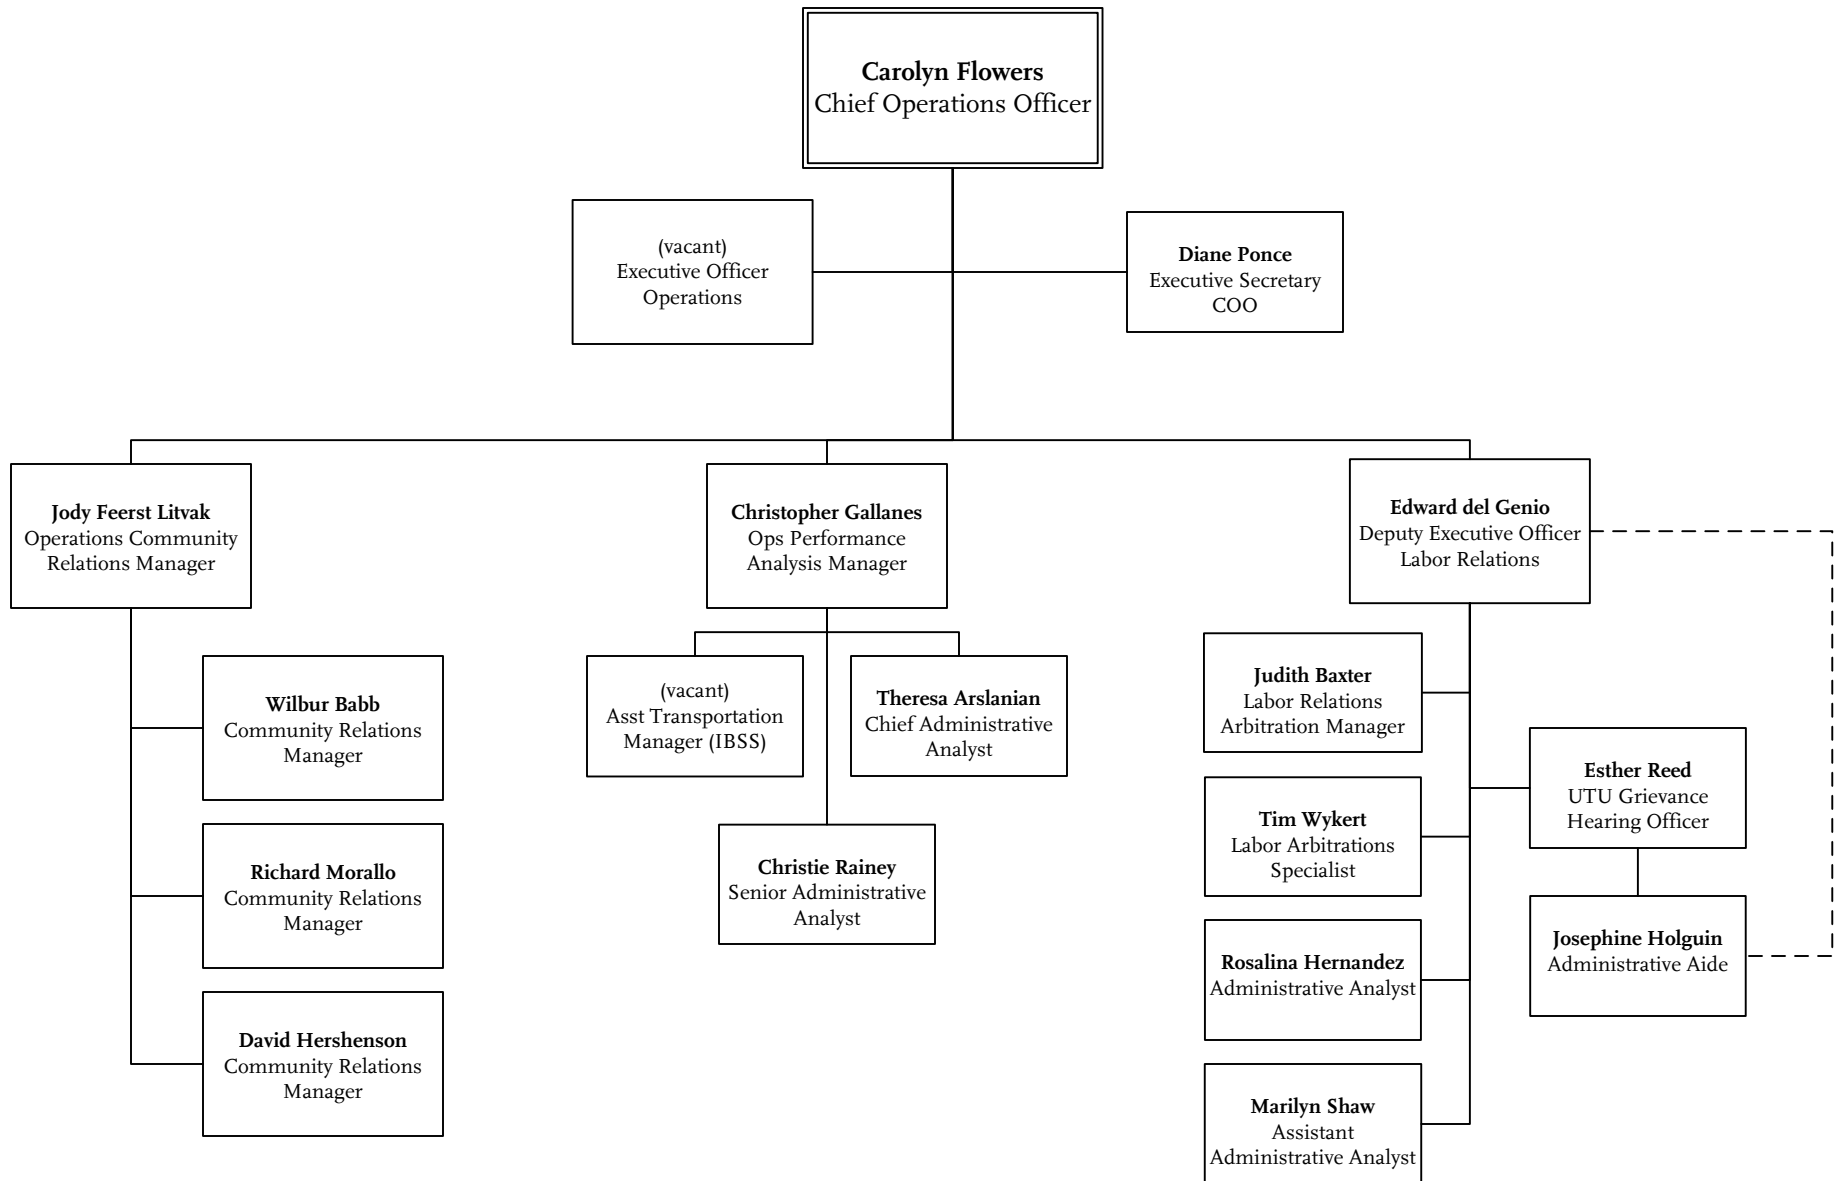 Carolyn Flowers
Chief Operations Officer
(vacant)
Executive Officer
Operations
Diane Ponce
Executive Secretary
COO
Jody Feerst Litvak
Operations Community
Relations Manager
Christopher Gallanes
Ops Performance
Analysis Manager
Edward del Genio
Deputy Executive Officer
Labor Relations
Wilbur Babb
Community Relations
Manager
Richard Morallo
Community Relations
Manager
David Hershenson
Community Relations
Manager
(vacant)
Asst Transportation
Manager (IBSS)
Theresa Arslanian
Chief Administrative
Analyst
Christie Rainey
Senior Administrative
Analyst
Judith Baxter
Labor Relations
Arbitration Manager
Tim Wykert
Labor Arbitrations
Specialist
Rosalina Hernandez
Administrative Analyst
Marilyn Shaw
Assistant
Administrative Analyst
Esther Reed
UTU Grievance
Hearing Officer
Josephine Holguin
Administrative Aide